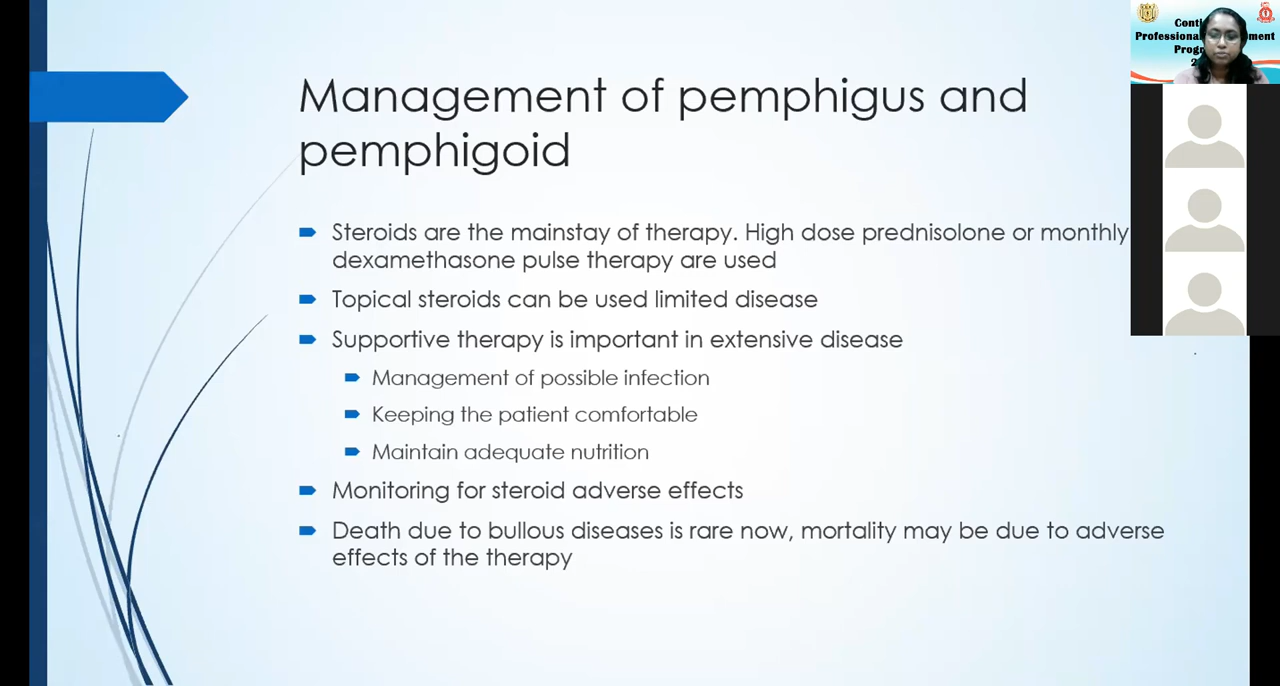 Management of pemphigus and
pemphigoid
Steroids are the mainstay of therapy. High dose prednisolone or monthly
dexamethasone pulse therapy are used
Topical steroids can be used limited disease
Supportive therapy is important in extensive disease
Management of possible infection
Keeping the patient comfortable
Maintain adequate nutrition
Monitoring for steroid adverse effects
Death due to bullous diseases is rare now, mortality may be due to adverse
effects of the therapy
Professional